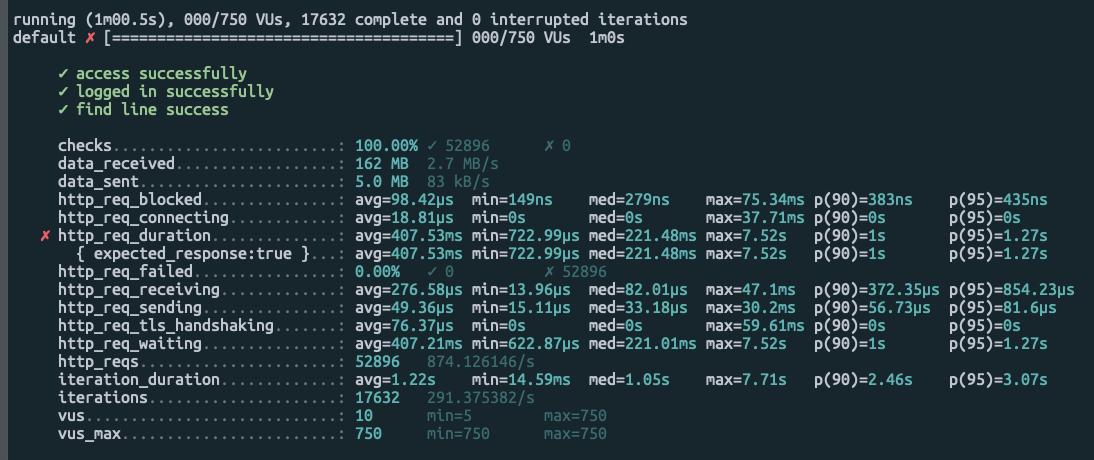 running (1m00.5s), 000/750 VUs, 17632 complete and 0 interrupted iterations
default ✗ [======================================] 000/750 VUs  1m0s
✓ access successfully
✓ logged in successfully
✓ find line success
checks.........................: 100.00% ✓ 52896      ✗ 0
data_received..................: 162 MB  2.7 MB/s
data_sent......................: 5.0 MB  83 kB/s
http_req_blocked...............: avg=98.42µs  min=149ns    med=279ns    max=75.34ms p(90)=383ns    p(95)=435ns
http_req_connecting............: avg=18.81µs  min=0s       med=0s       max=37.71ms p(90)=0s       p(95)=0s
✗ http_req_duration..............: avg=407.53ms min=722.99µs med=221.48ms max=7.52s   p(90)=1s       p(95)=1.27s
{ expected_response:true }...: avg=407.53ms min=722.99µs med=221.48ms max=7.52s   p(90)=1s       p(95)=1.27s
http_req_failed................: 0.00%   ✓ 0          ✗ 52896
http_req_receiving.............: avg=276.58µs min=13.96µs  med=82.01µs  max=47.1ms  p(90)=372.35µs p(95)=854.23µs
http_req_sending...............: avg=49.36µs  min=15.11µs  med=33.18µs  max=30.2ms  p(90)=56.73µs  p(95)=81.6µs
http_req_tls_handshaking.......: avg=76.37µs  min=0s       med=0s       max=59.61ms p(90)=0s       p(95)=0s
http_req_waiting...............: avg=407.21ms min=622.87µs med=221.01ms max=7.52s   p(90)=1s       p(95)=1.27s
http_reqs......................: 52896   874.126146/s
iteration_duration.............: avg=1.22s    min=14.59ms  med=1.05s    max=7.71s   p(90)=2.46s    p(95)=3.07s
iterations.....................: 17632   291.375382/s
vus............................: 10      min=5        max=750
vus_max........................: 750     min=750      max=750